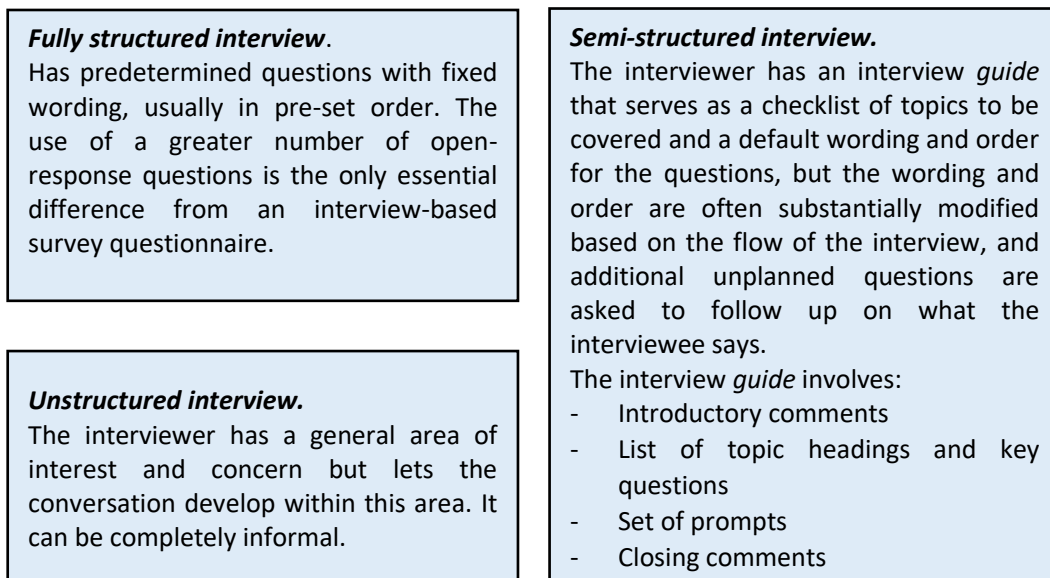 Fully structured interview.
Has predetermined questions with fixed
wording, usually in pre-set order. The
use of a greater number of open-
response questions is the only essential
difference from an interview-based
survey questionnaire.
Unstructured interview.
The interviewer has a general area of
interest and concern but lets the
conversation develop within this area. It
can be completely informal.
Semi-structured interview.
The interviewer has an interview guide
that serves as a checklist of topics to be
covered and a default wording and order
for the questions, but the wording and
order are often substantially modified
based on the flow of the interview, and
additional unplanned questions are
asked to follow up on what the
interviewee says.
The interview guide involves:
- Introductory comments
- List of topic headings and key
questions
- Set of prompts
- Closing comments